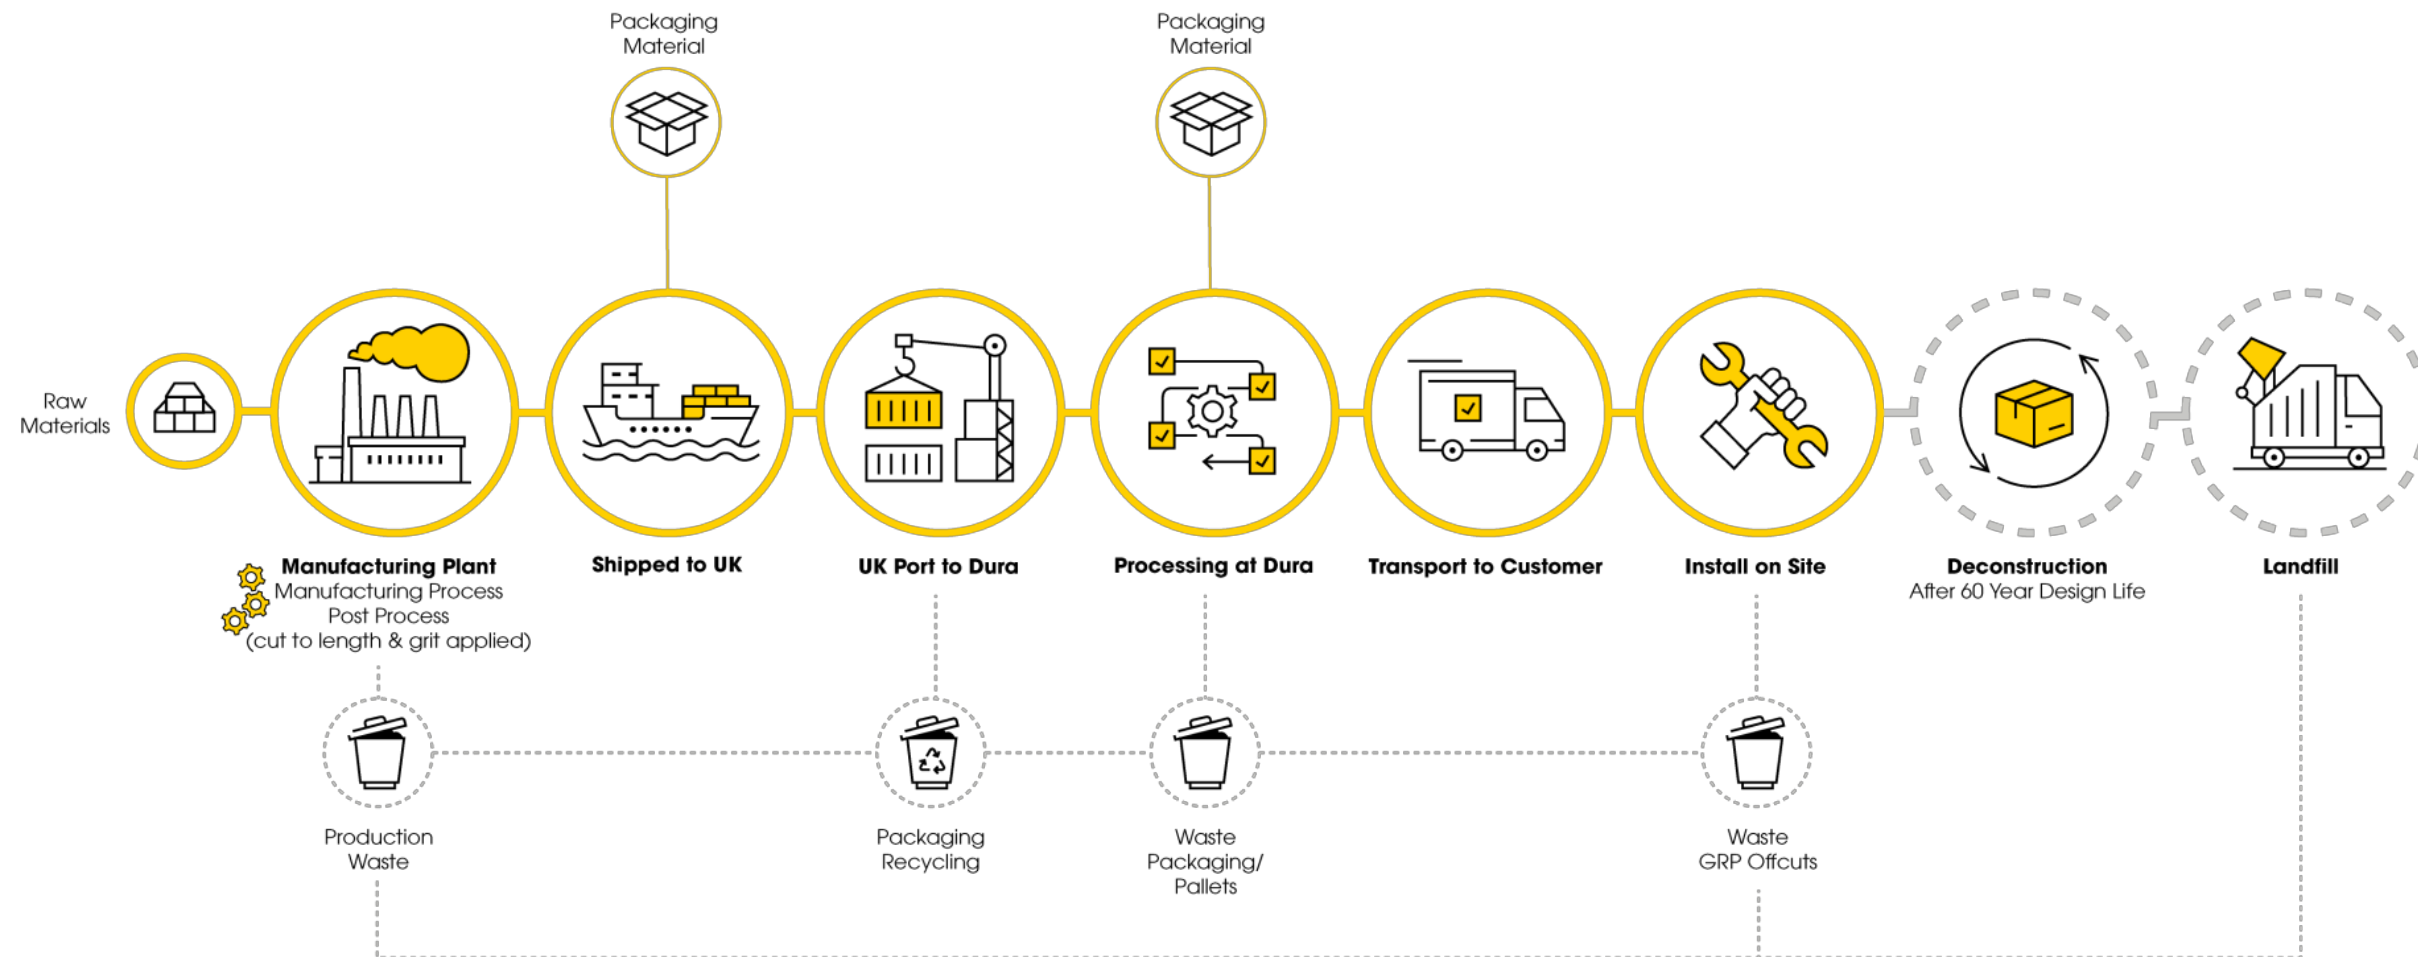 Packaging
Material
Packaging
Material
Raw
Materials
Manufacturing Plant
Manufacturing Process
Post Process
(cut to length & grit applied)
Shipped to UK
UK Port to Dura
Processing at Dura
Transport to Customer
Install on Site
Deconstruction
After 60 Year Design Life
Landfill
Production
Waste
Packaging
Recycling
Waste
Packaging/
Pallets
Waste
GRP Offcuts